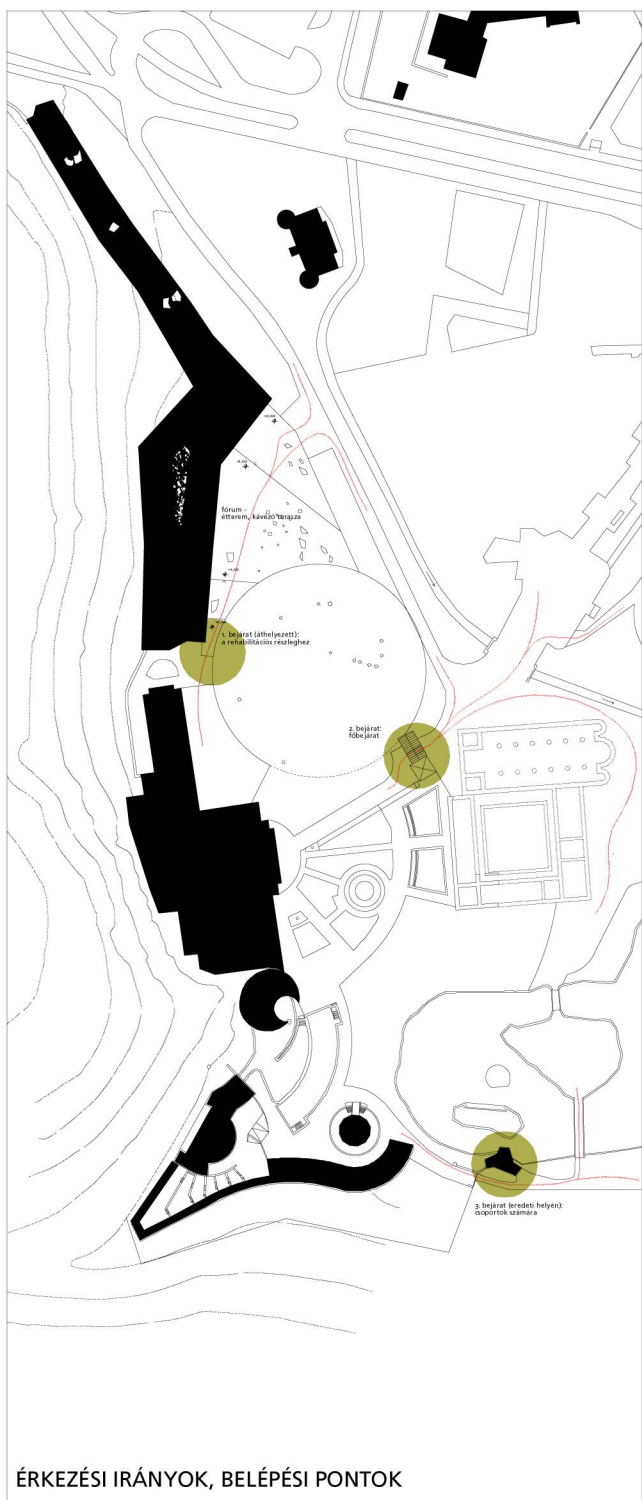 fórum -
étterem, kávézó terasza
1. bejárat (áthelyezett):
a rehabilitációs részleghez
2. bejárat:
főbejárat
3. bejárat (eredeti helyén):
csoportok számára
ÉRKEZÉSI IRÁNYOK, BELÉPÉSI PONTOK